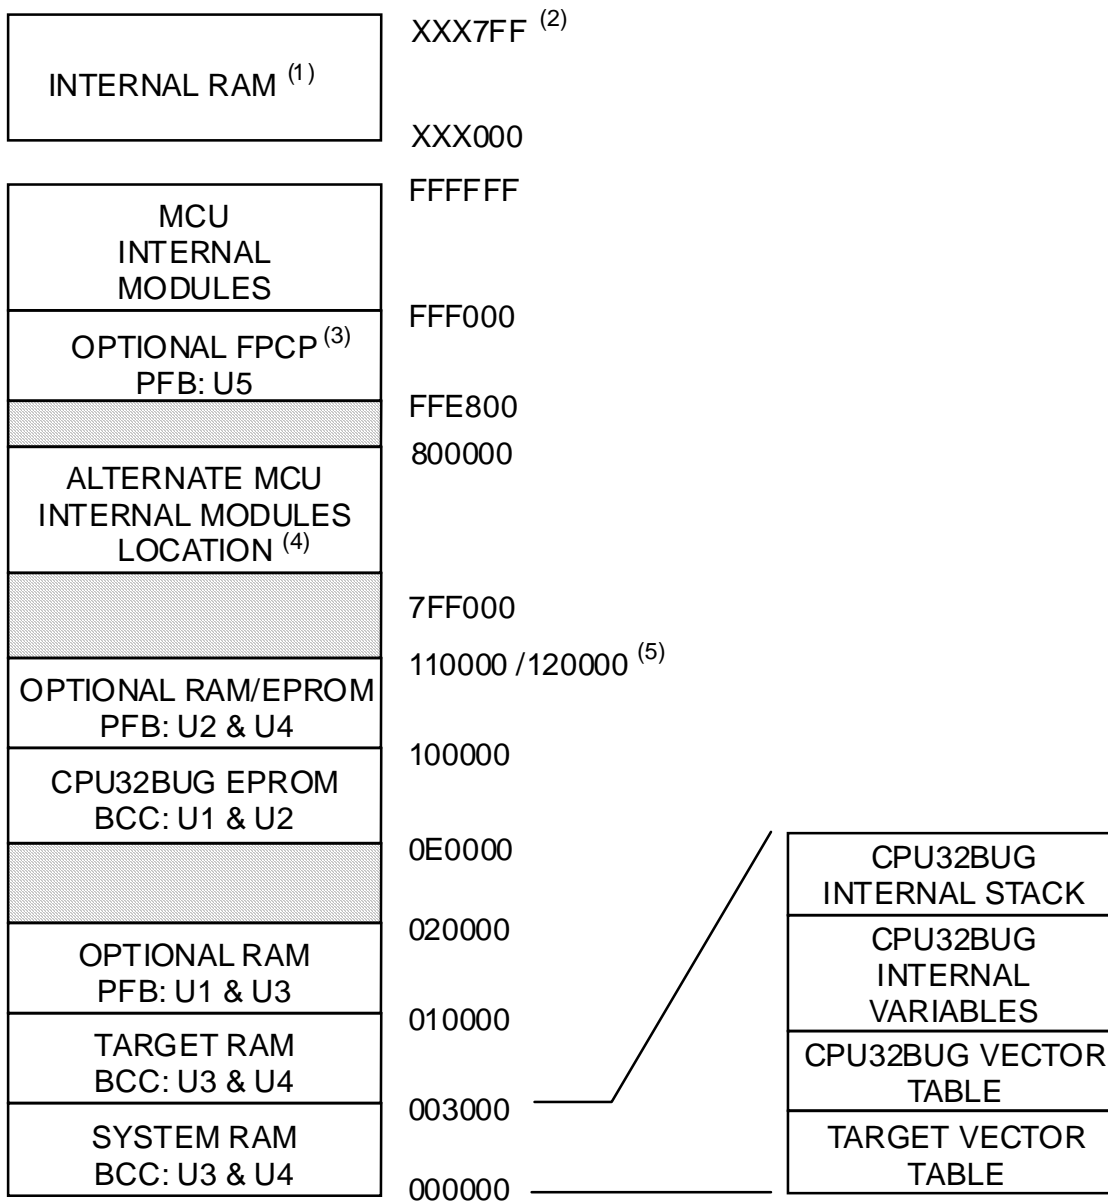 XXX7FF (2)
INTERNAL RAM (1)
XXX000
FFFFFF
MCU
INTERNAL
MODULES
FFF000
OPTIONAL FPCP (3)
PFB: U5
FFE800
800000
ALTERNATE MCU
INTERNAL MODULES
LOCATION (4)
7FF000
110000 /120000 (5)
OPTIONAL RAM/EPROM
PFB: U2 & U4
100000
CPU32BUG EPROM
BCC: U1 & U2
0E0000
020000
OPTIONAL RAM
PFB: U1 & U3
010000
TARGET RAM
BCC: U3 & U4
003000
SYSTEM RAM
BCC: U3 & U4
000000
CPU32BUG
INTERNAL STACK
CPU32BUG
INTERNAL
VARIABLES
CPU32BUG VECTOR
TABLE
TARGET VECTOR
TABLE